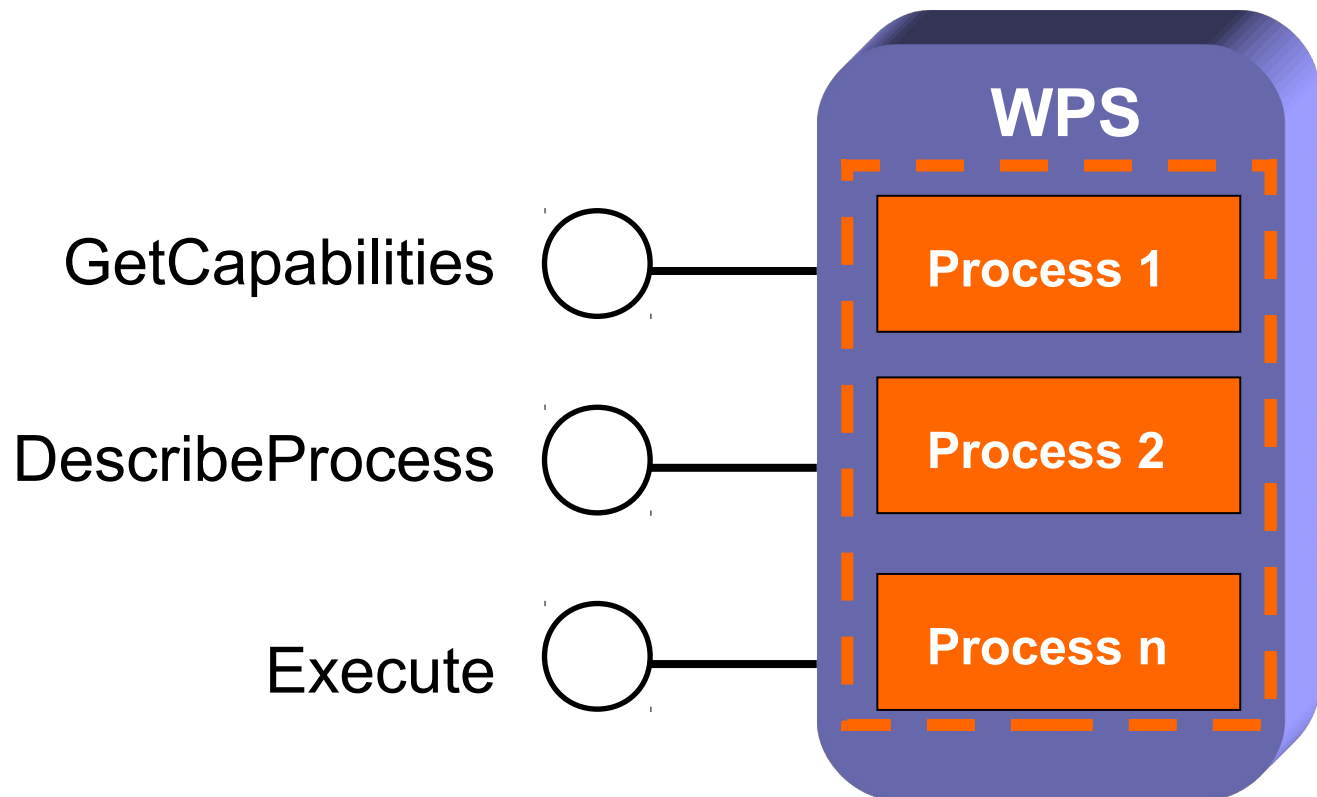 WPS
GetCapabilities
Process 1
DescribeProcess
Process 2
Execute
Process n